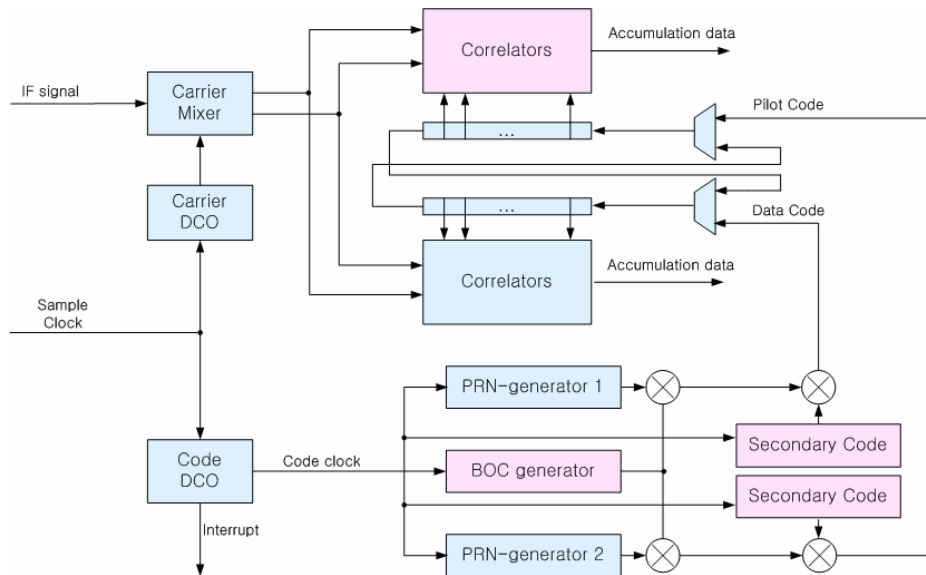 Accumulation data
Correlators
IF signal
Carrier
Mixer
Pilot Code
...
Carrier
DCO
...
Data Code
Correlators
Accumulation data
Sample
Clock
PRN-generator 1
Secondary Code
Code
DCO
Code clock
BOC generator
Secondary Code
Interrupt
PRN-generator 2